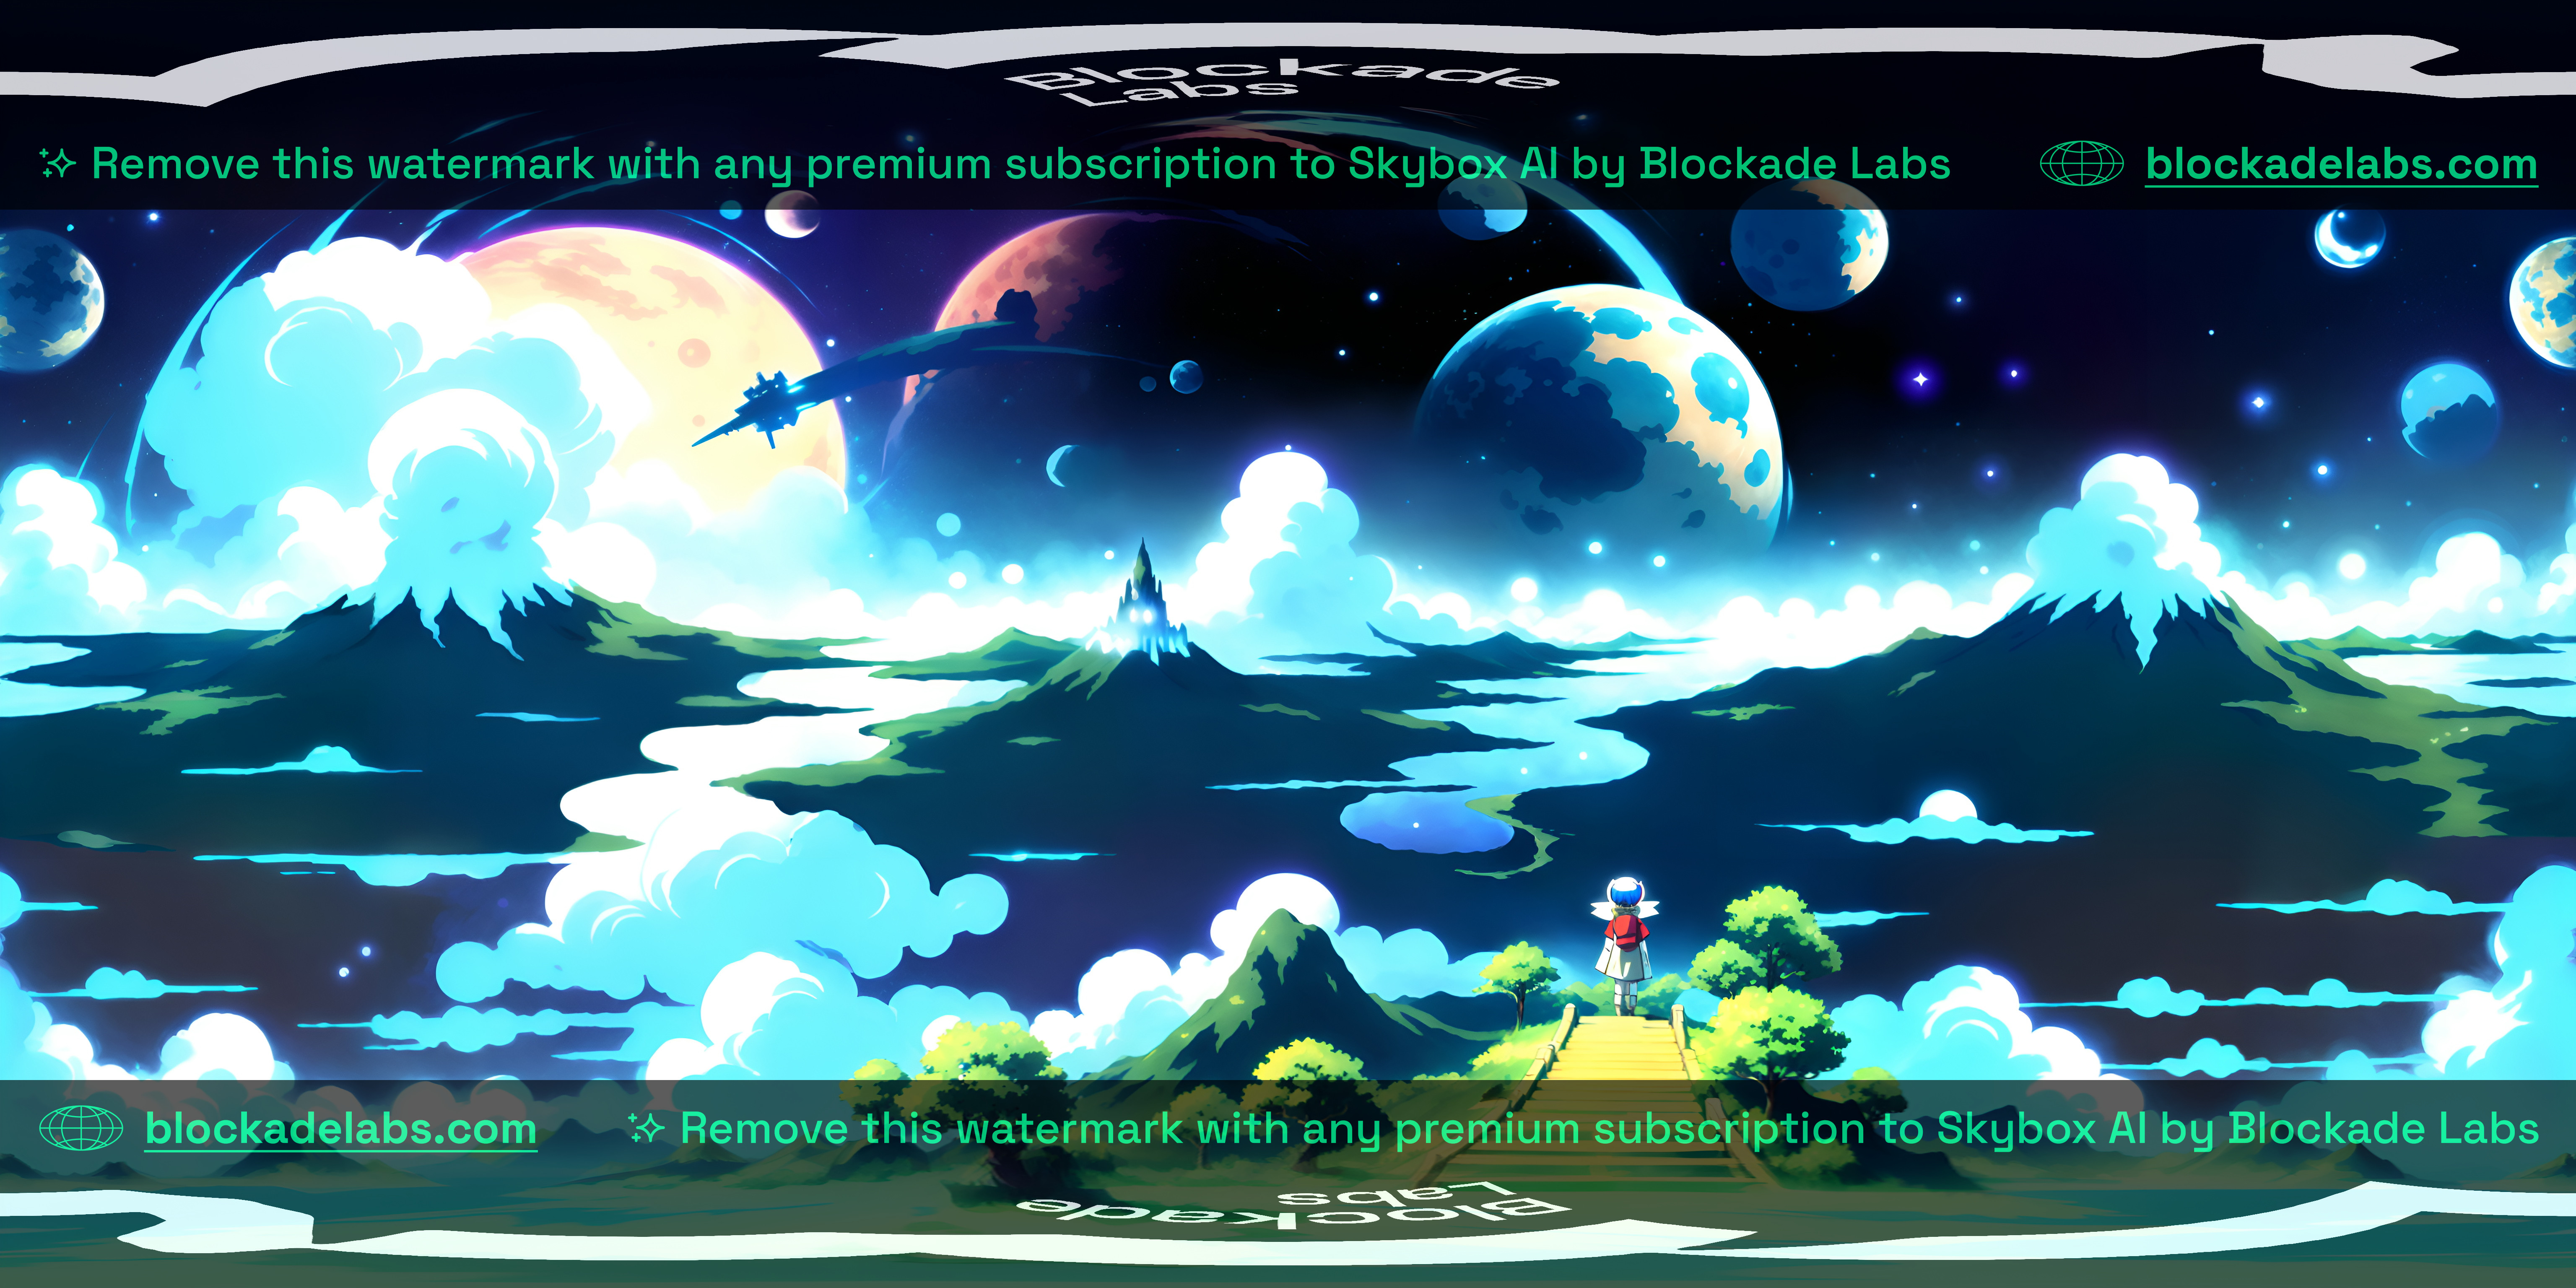 Blockade
Labs
Remove this watermark with any premium subscription to Skybox AI by Blockade Labs
blockadelabs.com
blockadelabs.com
Remove this watermark with any premium subscription to Skybox AI by Blockade Labs
Labs
Blockade